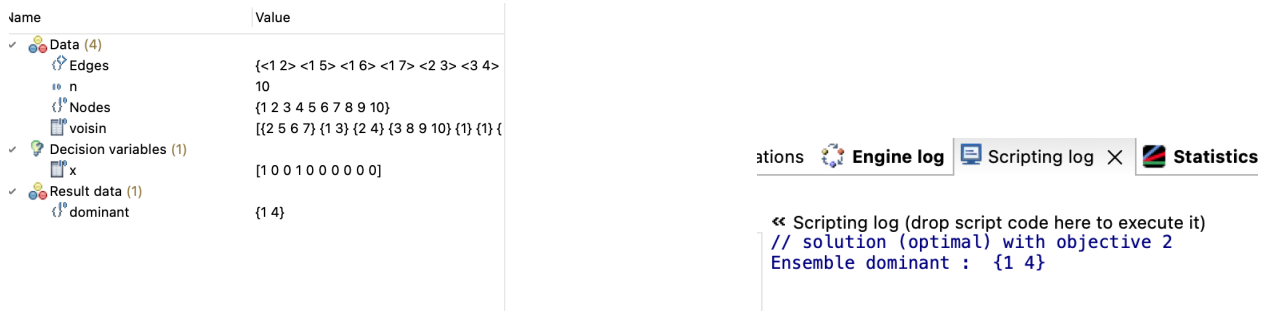 Name Value
Data (4)
Edges {<1 2> <1 5> <1 6> <1 7> <2 3> <3 4>
n 10
Nodes {1 2 3 4 5 6 7 8 9 10}
voisin [{2 5 6 7} {1 3} {2 4} {3 8 9 10} {1} {1} {
Decision variables (1)
x [1 0 0 1 0 0 0 0 0 0]
Result data (1)
dominant {1 4}
ations Engine log Scripting log Statistics
Scripting log (drop script code here to execute it)
// solution (optimal) with objective 2
Ensemble dominant : {1 4}